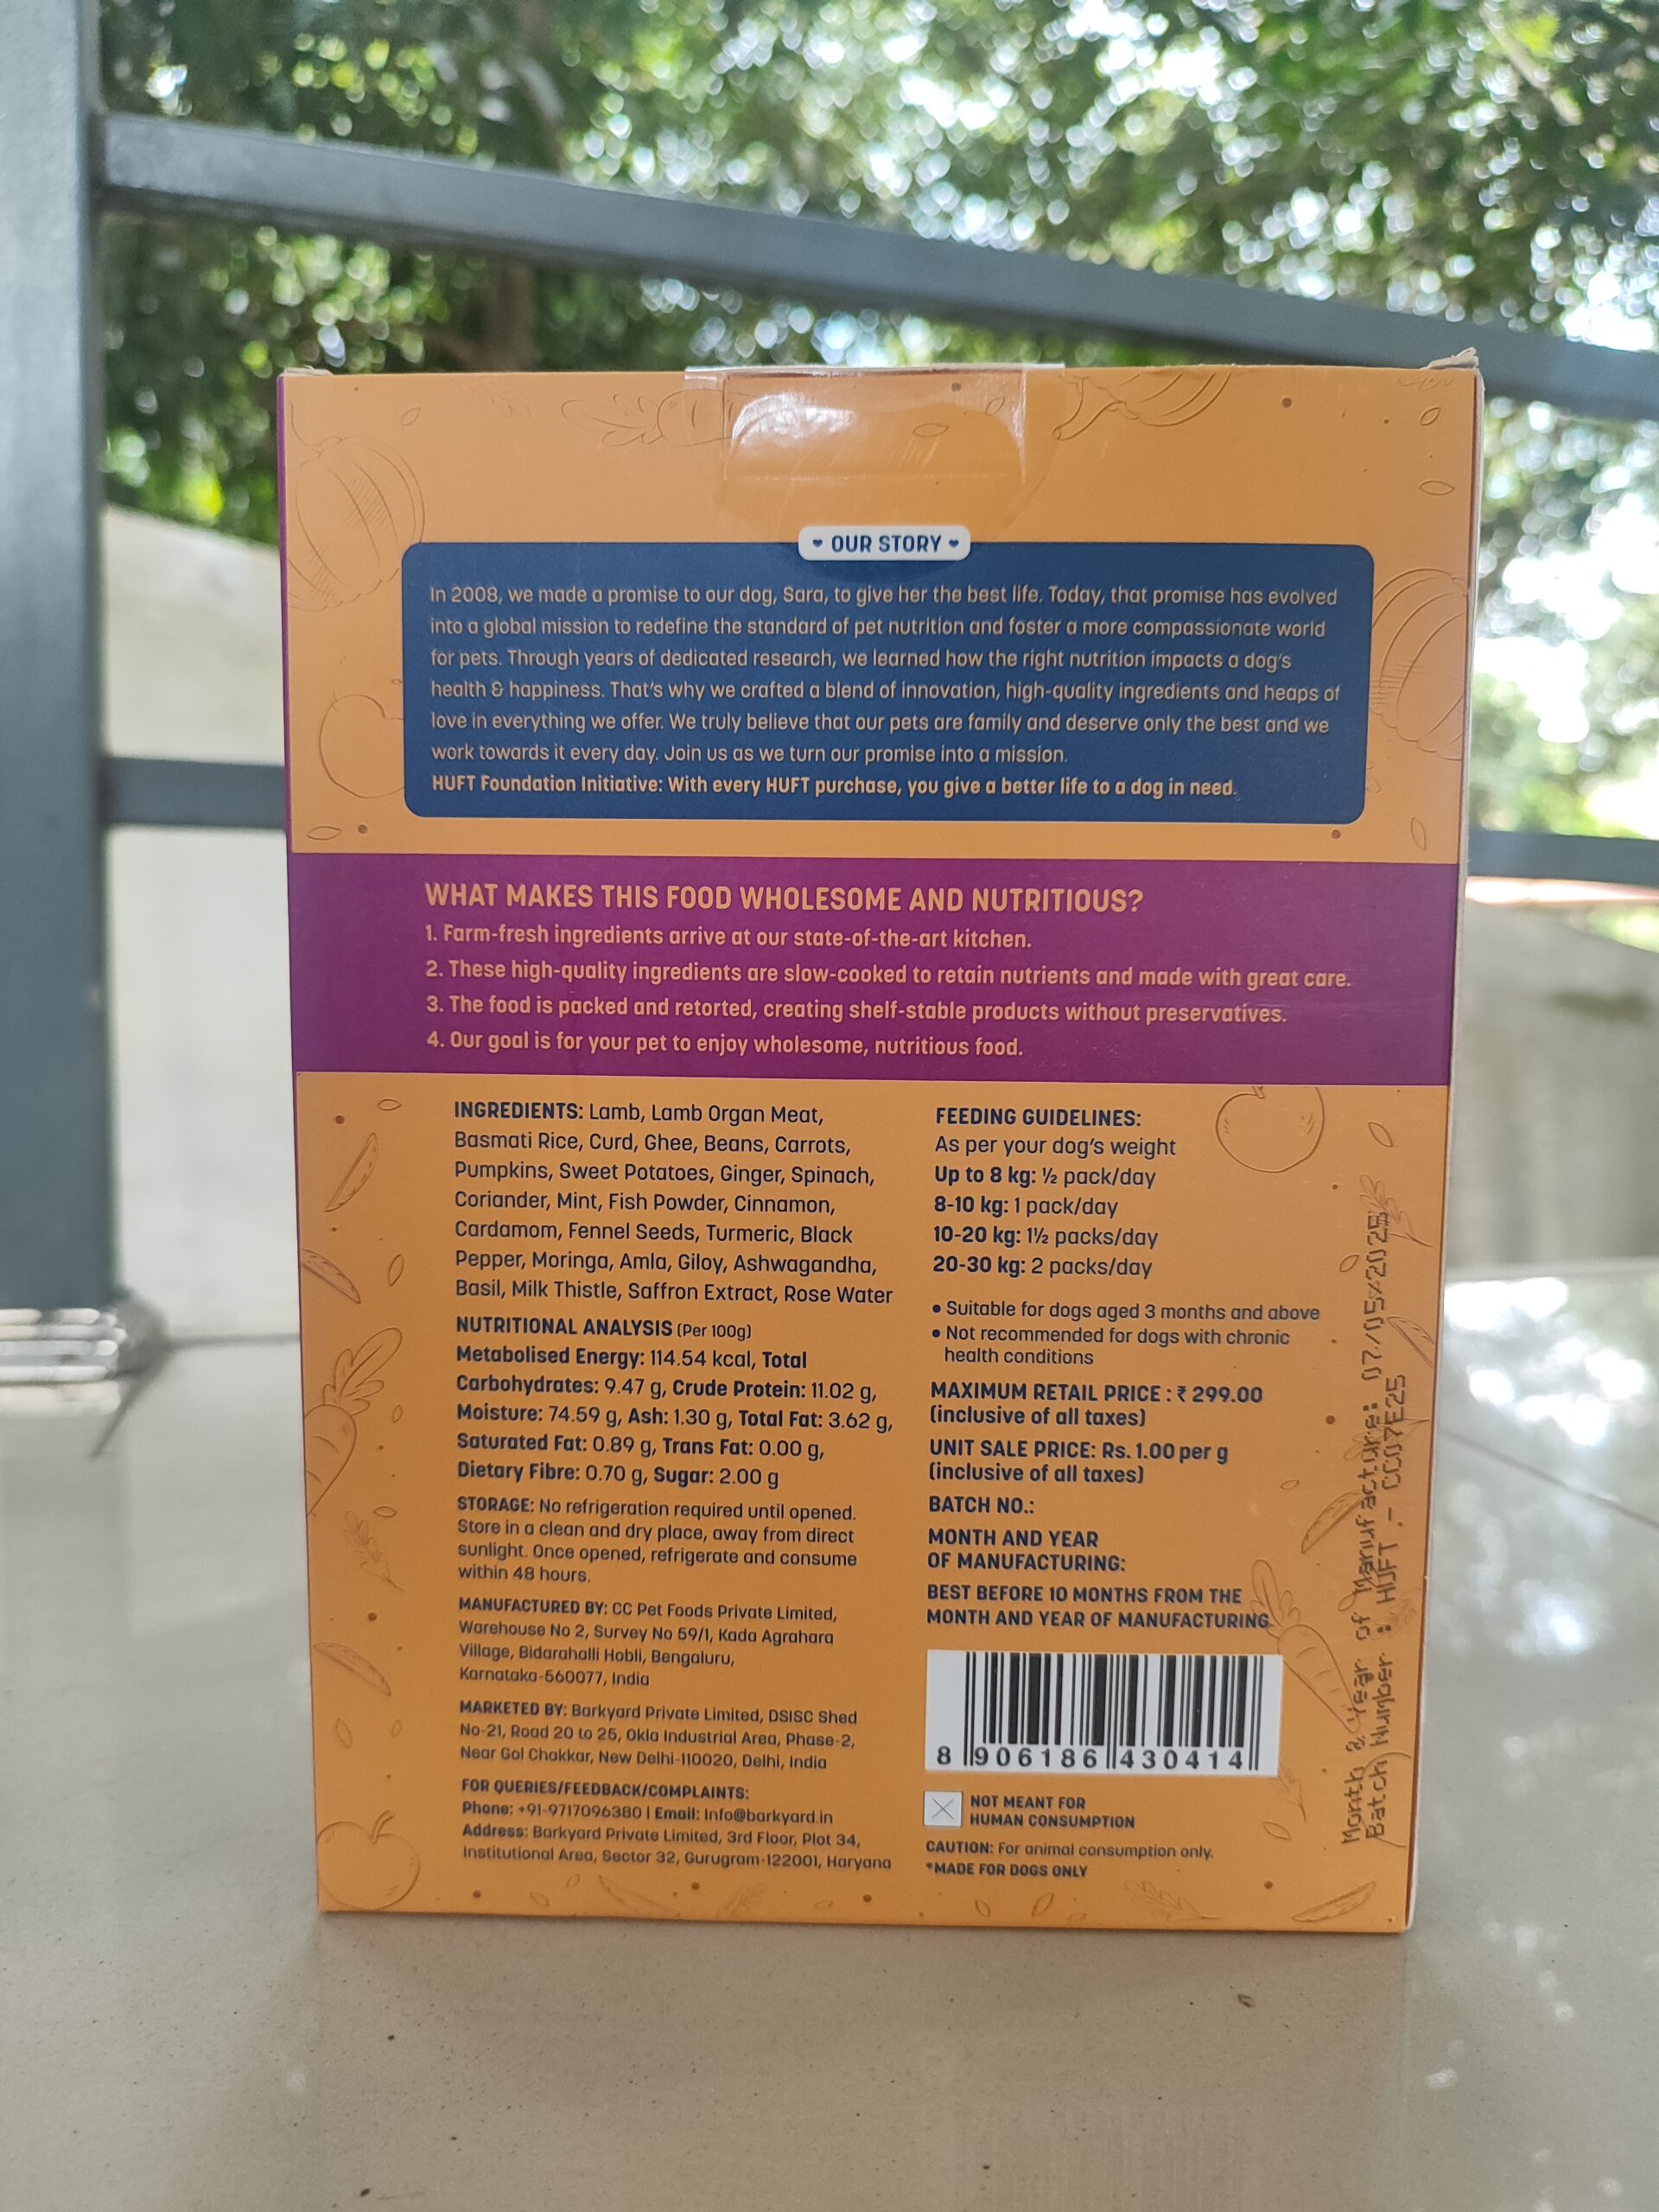 OUR STORY
In 2008, we made a promise to our dog, Sara, to give her the best life. Today, that promise has evolved
into a global mission to redefine the standard of pet nutrition and foster a more compassionate world
for pets. Through years of dedicated research, we learned how the right nutrition impacts a dog's
health & happiness. That's why we crafted a blend of innovation, high-quality ingredients and heaps of
love in everything we offer. We truly believe that our pets are family and deserve only the best and we
work towards it every day. Join us as we turn our promise into a mission.
HUFT Foundation Initiative: With every HUFT purchase, you give a better life to a dog in need.
WHAT MAKES THIS FOOD WHOLESOME AND NUTRITIOUS?
1. Farm-fresh ingredients arrive at our state-of-the-art kitchen.
2. These high-quality ingredients are slow-cooked to retain nutrients and made with great care.
3. The food is packed and retorted, creating shelf-stable products without preservatives.
4. Our goal is for your pet to enjoy wholesome, nutritious food.
INGREDIENTS: Lamb, Lamb Organ Meat,
Basmati Rice, Curd, Ghee, Beans, Carrots,
Pumpkins, Sweet Potatoes, Ginger, Spinach,
Coriander, Mint, Fish Powder, Cinnamon,
Cardamom, Fennel Seeds, Turmeric, Black
Pepper, Moringa, Amla, Giloy, Ashwagandha,
Basil, Milk Thistle, Saffron Extract, Rose Water
NUTRITIONAL ANALYSIS (Per 100g)
Metabolised Energy: 114.54 kcal, Total
Carbohydrates: 9.47 g, Crude Protein: 11.02 g,
Moisture: 74.59 g, Ash: 1.30 g, Total Fat: 3.62 g,
Saturated Fat: 0.89 g, Trans Fat: 0.00 g,
Dietary Fibre: 0.70 g, Sugar: 2.00 g
STORAGE: No refrigeration required until opened.
Store in a clean and dry place, away from direct
sunlight. Once opened, refrigerate and consume
within 48 hours.
MANUFACTURED BY: CC Pet Foods Private Limited,
Warehouse No 2, Survey No 59/1, Kada Agrahara
Village, Bidarahalli Hobli, Bengaluru,
Karnataka-560077, India
MARKETED BY: Barkyard Private Limited, DSISC Shed
No-21, Road 20 to 25, Okla Industrial Area, Phase-2,
Near Gol Chakkar, New Delhi-110020, Delhi, India
FOR QUERIES/FEEDBACK/COMPLAINTS:
Phone: +91-9717096380 | Email: Info@barkyard.in
Address: Barkyard Private Limited, 3rd Floor, Plot 34,
Institutional Area, Sector 32, Gurugram-122001, Haryana
FEEDING GUIDELINES:
As per your dog's weight
Up to 8 kg: ½ pack/day
8-10 kg: 1 pack/day
10-20 kg: 1½ packs/day
20-30 kg: 2 packs/day
• Suitable for dogs aged 3 months and above
• Not recommended for dogs with chronic
health conditions
MAXIMUM RETAIL PRICE : ₹ 299.00
(inclusive of all taxes)
UNIT SALE PRICE: Rs. 1.00 per g
(inclusive of all taxes)
BATCH NO.:
MONTH AND YEAR
OF MANUFACTURING:
BEST BEFORE 10 MONTHS FROM THE
MONTH AND YEAR OF MANUFACTURING
8 906186 430414
NOT MEANT FOR
HUMAN CONSUMPTION
CAUTION: For animal consumption only.
*MADE FOR DOGS ONLY
Month & Year of Manufacture: 07/05/2025
Batch Number : HUFT - CC07E25